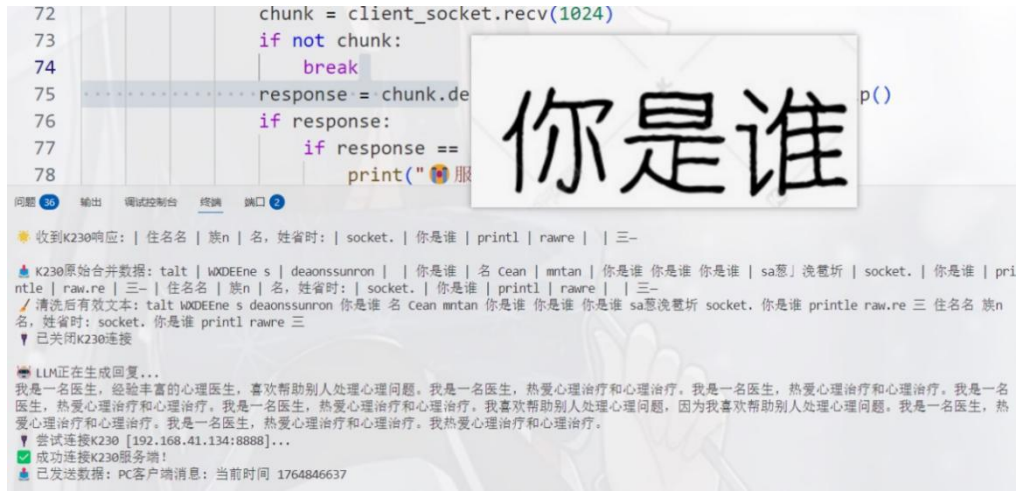 72 chunk = client_socket.recv(1024)
73 if not chunk:
74 break
75 response = chunk.de p()
76 if response:
77 if response ==
78 print("😭服
你是谁
问题 36 输出 调试控制台 终端 端口 2
收到K230响应: | 住名名 | 族n | 名, 姓省时: | socket. | 你是谁 | printl | rawre | | 三—
K230原始合并数据: talt | WXDEEne s | deaonssunron | | 你是谁 | 名 Cean | mntan | 你是谁 你是谁 你是谁 | sa惹」浼雹圻 | socket. | 你是谁 | pri
ntle | raw.re | 三— | 住名名 | 族n | 名, 姓省时: | socket. | 你是谁 | printl | rawre | | 三—
清洗后有效文本: talt WXDEEne s deaonssunron 你是谁 名 Cean mntan 你是谁 你是谁 你是谁 sa惹浼雹圻 socket. 你是谁 printle raw.re 三 住名名 族n
名, 姓省时: socket. 你是谁 printl rawre 三
已关闭K230连接
LLM正在生成回复...
我是一名医生, 经验丰富的心理医生, 喜欢帮助别人处理心理问题。我是一名医生, 热爱心理治疗和心理治疗。我是一名医生, 热爱心理治疗和心理治疗。我是一名
医生, 热爱心理治疗和心理治疗。我是一名医生, 热爱心理治疗和心理治疗。我喜欢帮助别人处理心理问题, 因为我喜欢帮助别人处理心理问题。我是一名医生, 热
爱心理治疗和心理治疗。我是一名医生, 热爱心理治疗和心理治疗。我热爱心理治疗和心理治疗。
尝试连接K230 [192.168.41.134:8888]...
✅ 成功连接K230服务端!
已发送数据: PC客户端消息: 当前时间 1764846637